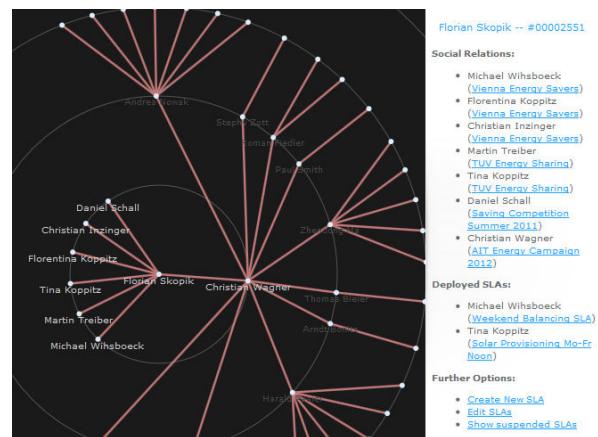 Andrea Nowak
Stephy Zott
Roman Fiedler
Paul Smith
Daniel Schall
Christian Inzinger
Florentina Koppitz
Florian Skopik
Tina Koppitz
Christian Wagner
Thomas Bleier
Martin Treiber
Michael Wihsboeck
Florian Skopik -- #00002551
Social Relations:
Michael Wihsboeck
(Vienna Energy Savers)
Florentina Koppitz
(Vienna Energy Savers)
Christian Inzinger
(Vienna Energy Savers)
Martin Treiber
(TUV Energy Sharing)
Tina Koppitz
(TUV Energy Sharing)
Daniel Schall
(Saving Competition
Summer 2011)
Christian Wagner
(AIT Energy Campaign
2012)
Deployed SLAs:
Michael Wihsboeck
(Weekend Balancing SLA)
Tina Koppitz
(Solar Provisioning Mo-Fr
Noon)
Further Options:
Create New SLA
Edit SLAs
Show suspended SLAs